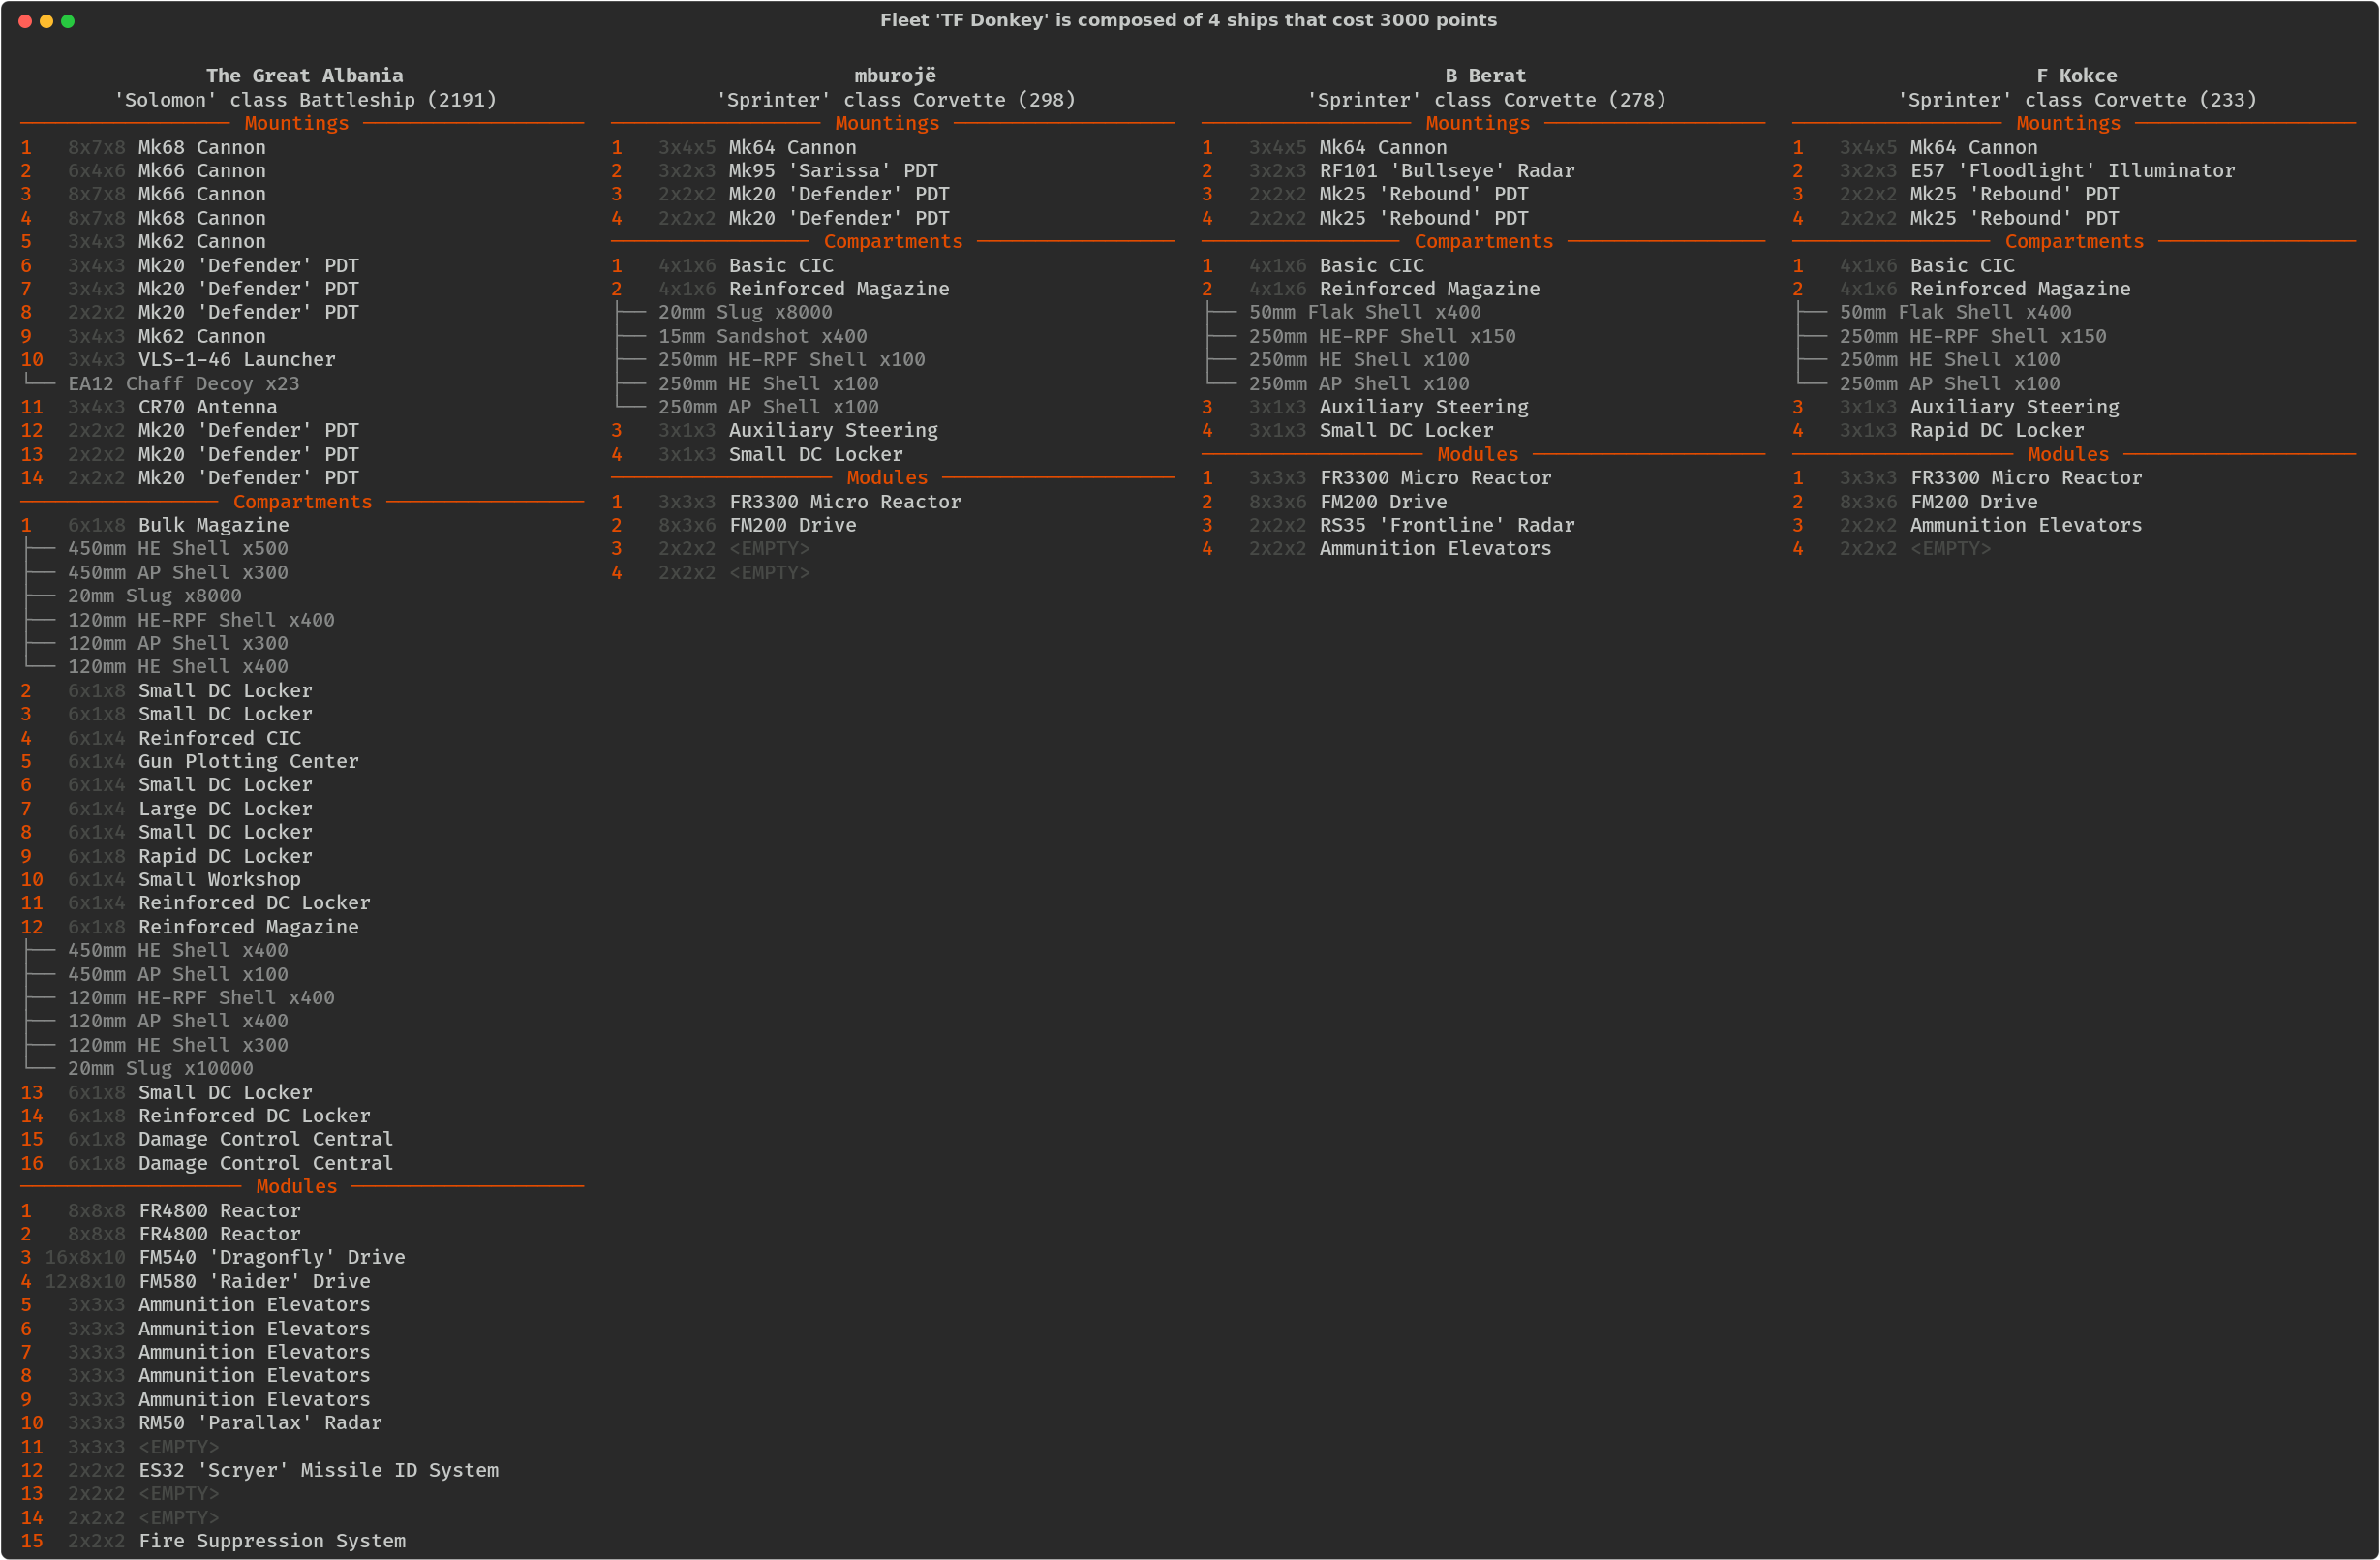 Fleet 'TF Donkey' is composed of 4 ships that cost 3000 points
The Great Albania
'Solomon' class Battleship (2191)
Mountings
1 8x7x8 Mk68 Cannon
2 6x4x6 Mk66 Cannon
3 8x7x8 Mk66 Cannon
4 8x7x8 Mk68 Cannon
5 3x4x3 Mk62 Cannon
6 3x4x3 Mk20 'Defender' PDT
7 3x4x3 Mk20 'Defender' PDT
8 2x2x2 Mk20 'Defender' PDT
9 3x4x3 Mk62 Cannon
10 3x4x3 VLS-1-46 Launcher
└── EA12 Chaff Decoy x23
11 3x4x3 CR70 Antenna
12 2x2x2 Mk20 'Defender' PDT
13 2x2x2 Mk20 'Defender' PDT
14 2x2x2 Mk20 'Defender' PDT
Compartments
1 6x1x8 Bulk Magazine
├── 450mm HE Shell x500
├── 450mm AP Shell x300
├── 20mm Slug x8000
├── 120mm HE-RPF Shell x400
├── 120mm AP Shell x300
└── 120mm HE Shell x400
2 6x1x8 Small DC Locker
3 6x1x8 Small DC Locker
4 6x1x4 Reinforced CIC
5 6x1x4 Gun Plotting Center
6 6x1x4 Small DC Locker
7 6x1x4 Large DC Locker
8 6x1x4 Small DC Locker
9 6x1x8 Rapid DC Locker
10 6x1x4 Small Workshop
11 6x1x4 Reinforced DC Locker
12 6x1x8 Reinforced Magazine
├── 450mm HE Shell x400
├── 450mm AP Shell x100
├── 120mm HE-RPF Shell x400
├── 120mm AP Shell x400
├── 120mm HE Shell x300
└── 20mm Slug x10000
13 6x1x8 Small DC Locker
14 6x1x8 Reinforced DC Locker
15 6x1x8 Damage Control Central
16 6x1x8 Damage Control Central
Modules
1 8x8x8 FR4800 Reactor
2 8x8x8 FR4800 Reactor
3 16x8x10 FM540 'Dragonfly' Drive
4 12x8x10 FM580 'Raider' Drive
5 3x3x3 Ammunition Elevators
6 3x3x3 Ammunition Elevators
7 3x3x3 Ammunition Elevators
8 3x3x3 Ammunition Elevators
9 3x3x3 Ammunition Elevators
10 3x3x3 RM50 'Parallax' Radar
11 3x3x3 <EMPTY>
12 2x2x2 ES32 'Scryer' Missile ID System
13 2x2x2 <EMPTY>
14 2x2x2 <EMPTY>
15 2x2x2 Fire Suppression System
mburojë
'Sprinter' class Corvette (298)
Mountings
1 3x4x5 Mk64 Cannon
2 3x2x3 Mk95 'Sarissa' PDT
3 2x2x2 Mk20 'Defender' PDT
4 2x2x2 Mk20 'Defender' PDT
Compartments
1 4x1x6 Basic CIC
2 4x1x6 Reinforced Magazine
├── 20mm Slug x8000
├── 15mm Sandshot x400
├── 250mm HE-RPF Shell x100
├── 250mm HE Shell x100
└── 250mm AP Shell x100
3 3x1x3 Auxiliary Steering
4 3x1x3 Small DC Locker
Modules
1 3x3x3 FR3300 Micro Reactor
2 8x3x6 FM200 Drive
3 2x2x2 <EMPTY>
4 2x2x2 <EMPTY>
B Berat
'Sprinter' class Corvette (278)
Mountings
1 3x4x5 Mk64 Cannon
2 3x2x3 RF101 'Bullseye' Radar
3 2x2x2 Mk25 'Rebound' PDT
4 2x2x2 Mk25 'Rebound' PDT
Compartments
1 4x1x6 Basic CIC
2 4x1x6 Reinforced Magazine
├── 50mm Flak Shell x400
├── 250mm HE-RPF Shell x150
├── 250mm HE Shell x100
└── 250mm AP Shell x100
3 3x1x3 Auxiliary Steering
4 3x1x3 Small DC Locker
Modules
1 3x3x3 FR3300 Micro Reactor
2 8x3x6 FM200 Drive
3 2x2x2 RS35 'Frontline' Radar
4 2x2x2 Ammunition Elevators
F Kokce
'Sprinter' class Corvette (233)
Mountings
1 3x4x5 Mk64 Cannon
2 3x2x3 E57 'Floodlight' Illuminator
3 2x2x2 Mk25 'Rebound' PDT
4 2x2x2 Mk25 'Rebound' PDT
Compartments
1 4x1x6 Basic CIC
2 4x1x6 Reinforced Magazine
├── 50mm Flak Shell x400
├── 250mm HE-RPF Shell x150
├── 250mm HE Shell x100
└── 250mm AP Shell x100
3 3x1x3 Auxiliary Steering
4 3x1x3 Rapid DC Locker
Modules
1 3x3x3 FR3300 Micro Reactor
2 8x3x6 FM200 Drive
3 2x2x2 Ammunition Elevators
4 2x2x2 <EMPTY>